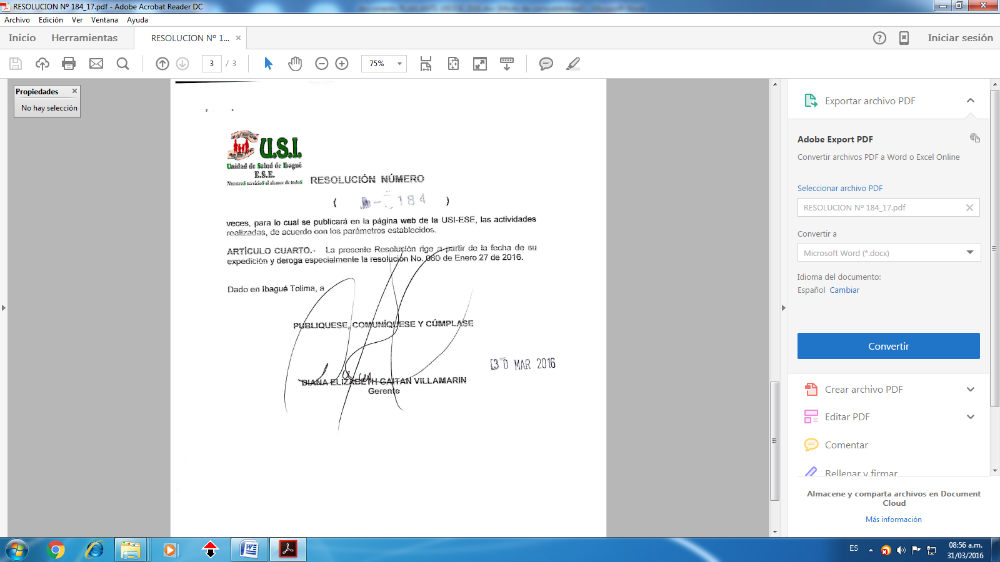 RESOLUCION Nº 184_17.pdf - Adobe Acrobat Reader DC
Archivo Edición Ver Ventana Ayuda
Inicio Herramientas RESOLUCION Nº 1... Iniciar sesión
3 / 3 75%
Propiedades
No hay selección
U.S.I.
Unidad de Salud de Ibagué
E.S.E.
NuestroS servicioS al alcance de todoS
RESOLUCIÓN NÚMERO
( 184 )
veces, para lo cual se publicará en la página web de la USI-ESE, las actividades
realizadas, de acuerdo con los parámetros establecidos.
ARTÍCULO CUARTO.- La presente Resolución rige a partir de la fecha de su
expedición y deroga especialmente la resolución No. 060 de Enero 27 de 2016.
Dado en Ibagué Tolima, a
PUBLIQUESE, COMUNÍQUESE Y CÚMPLASE
30 MAR 2016
DIANA ELIZABETH GAITAN VILLAMARIN
Gerente
Exportar archivo PDF
Adobe Export PDF
Convertir archivos PDF a Word o Excel Online
Seleccionar archivo PDF
RESOLUCION Nº 184_17.pdf
Convertir a
Microsoft Word (*.docx)
Idioma del documento:
Español Cambiar
Convertir
Crear archivo PDF
Editar PDF
Comentar
Rellenar y firmar
Almacene y comparta archivos en Document
Cloud
Más información
ES
08:56 a.m.
31/03/2016